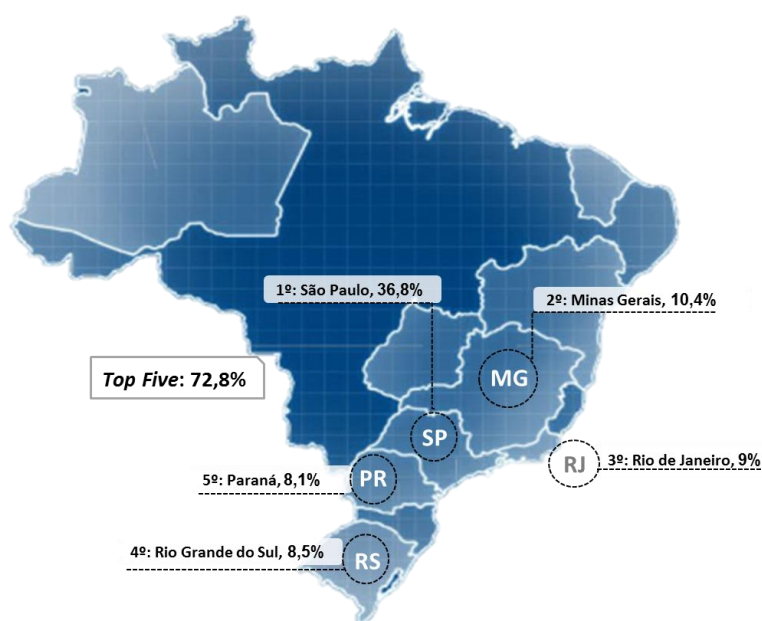 1º: São Paulo, 36,8%
2º: Minas Gerais, 10,4%
Top Five: 72,8%
MG
SP
RJ
3º: Rio de Janeiro, 9%
5º: Paraná, 8,1%
PR
4º: Rio Grande do Sul, 8,5%
RS